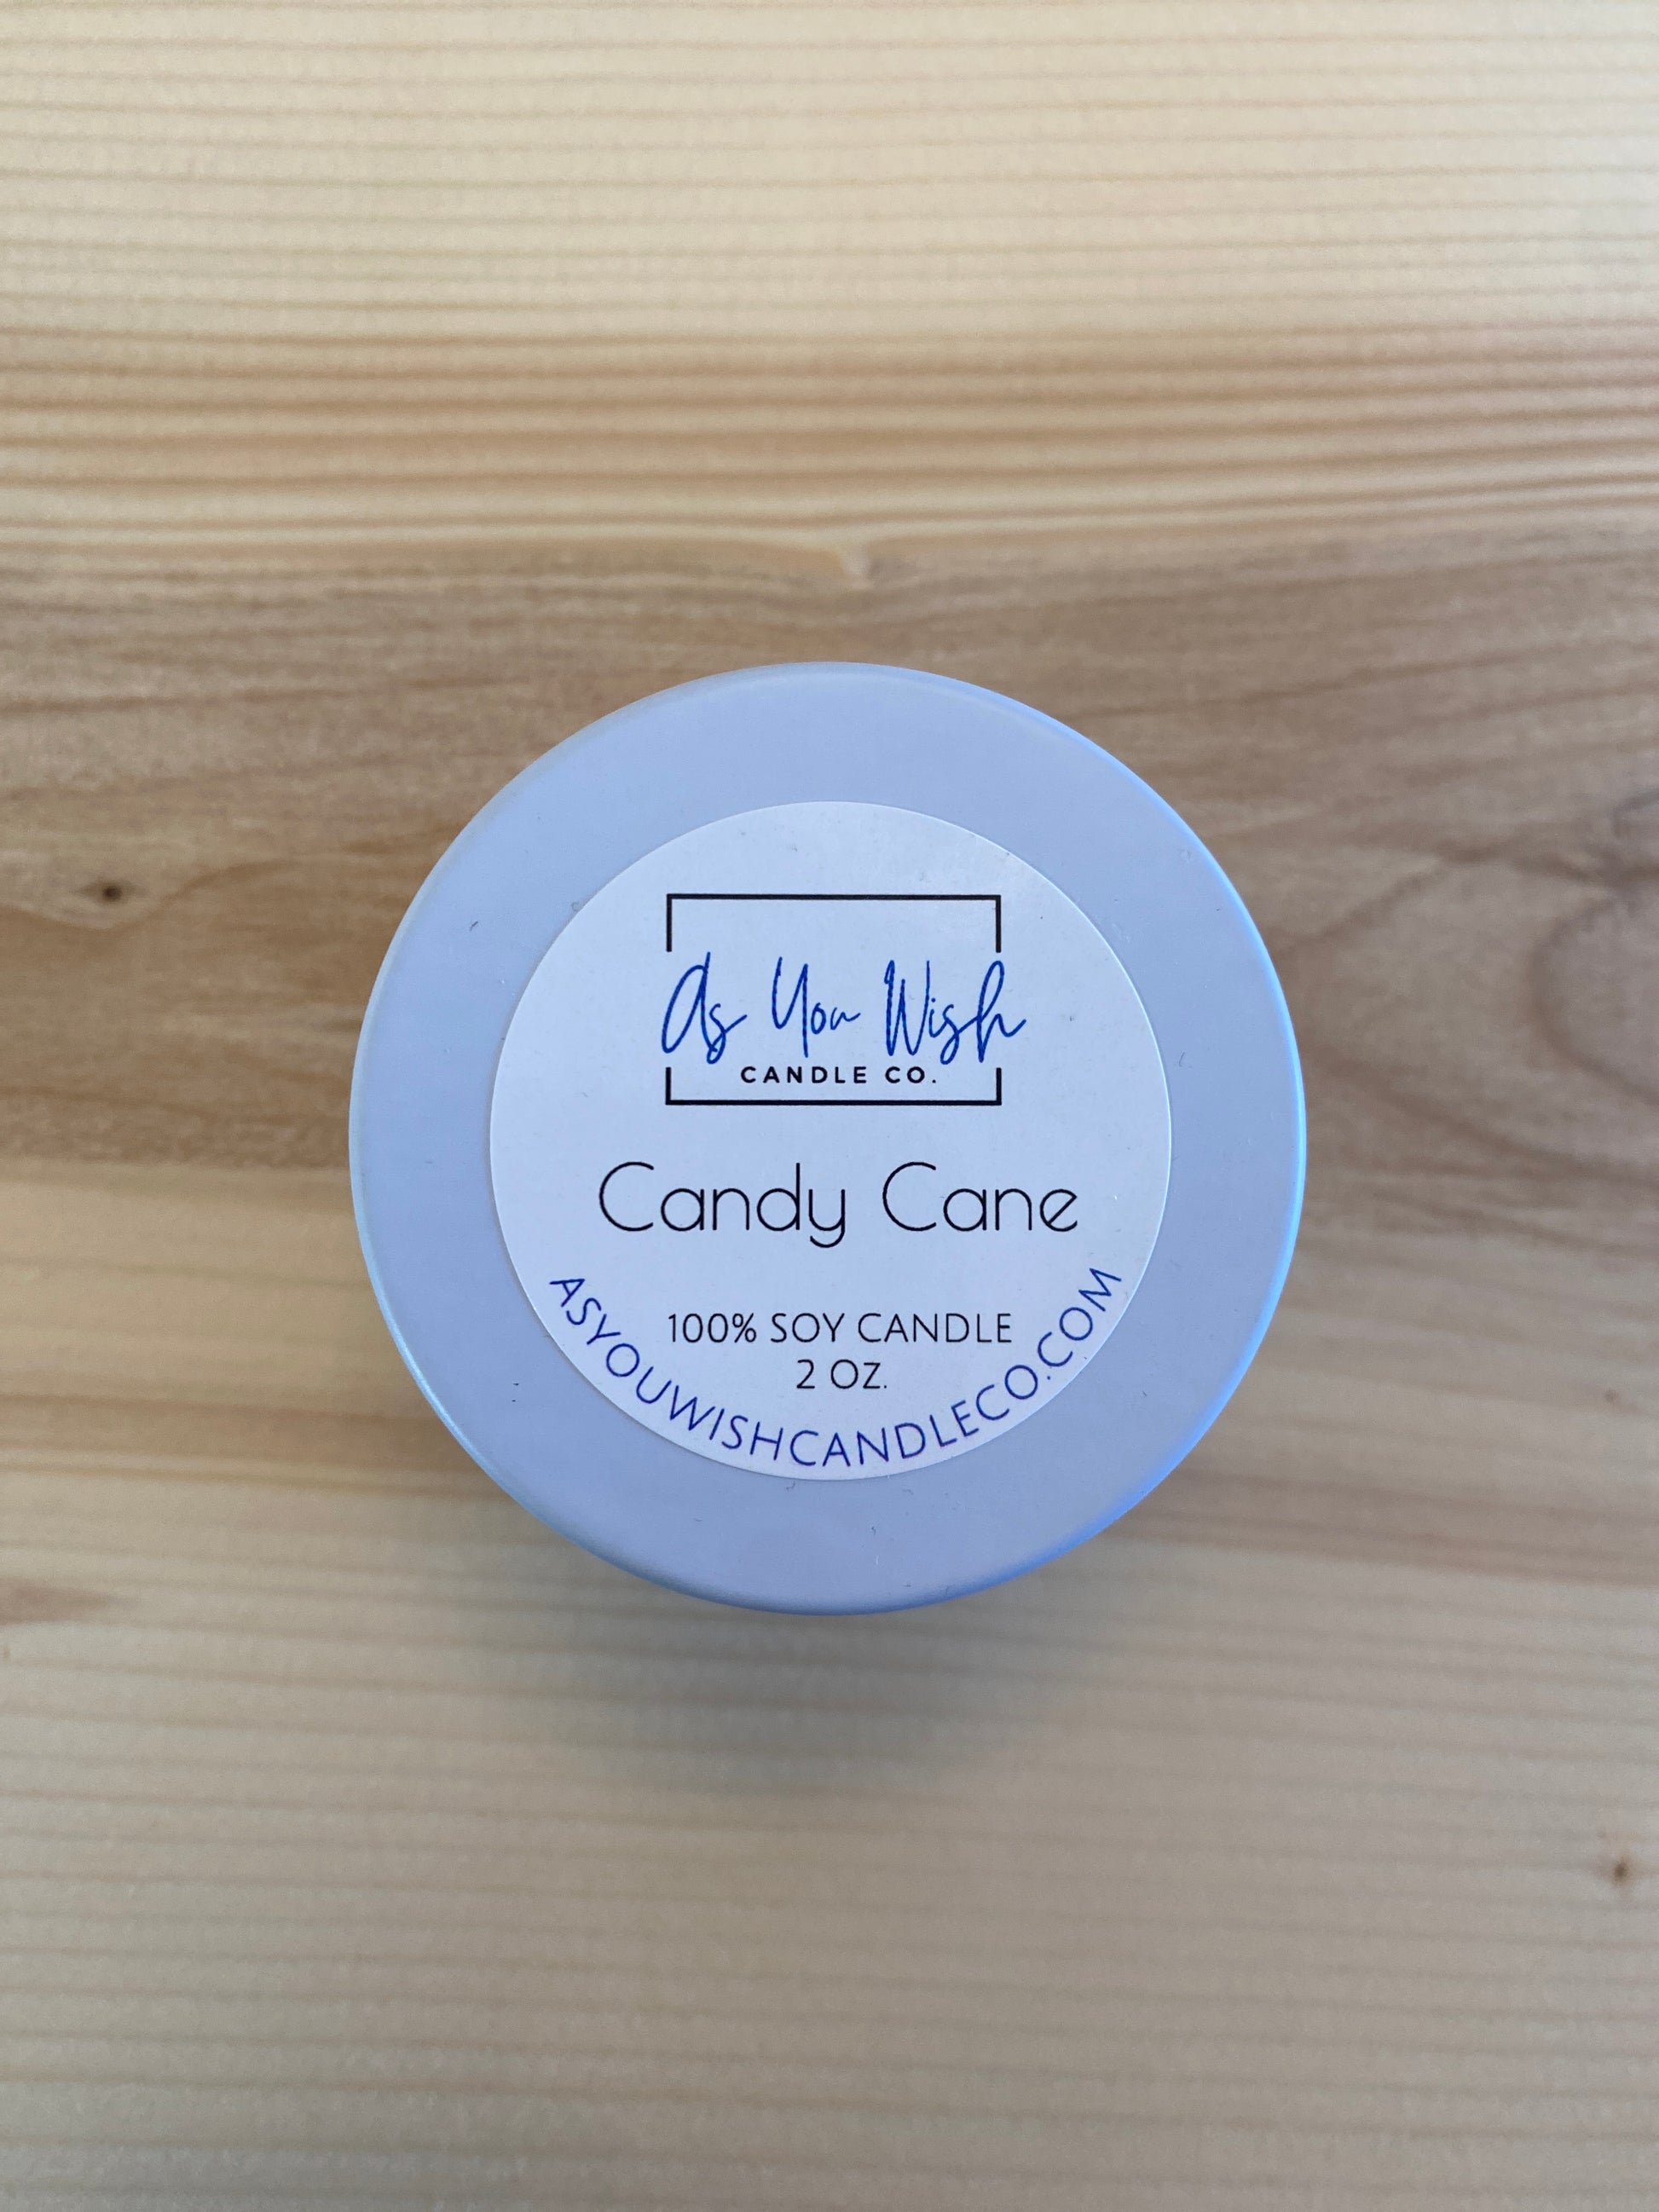 As You Wish
CANDLE CO.
Candy Cane
100% SOY CANDLE
2 OZ.
ASYOUWISHCANDLECO.COM